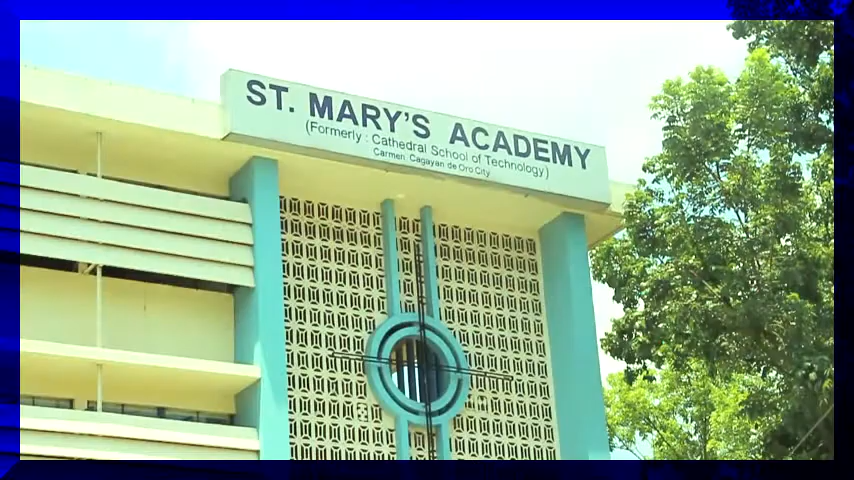 ST. MARY'S ACADEMY
(Formerly : Cathedral School of Technology)
Carmen, Cagayan de Oro City